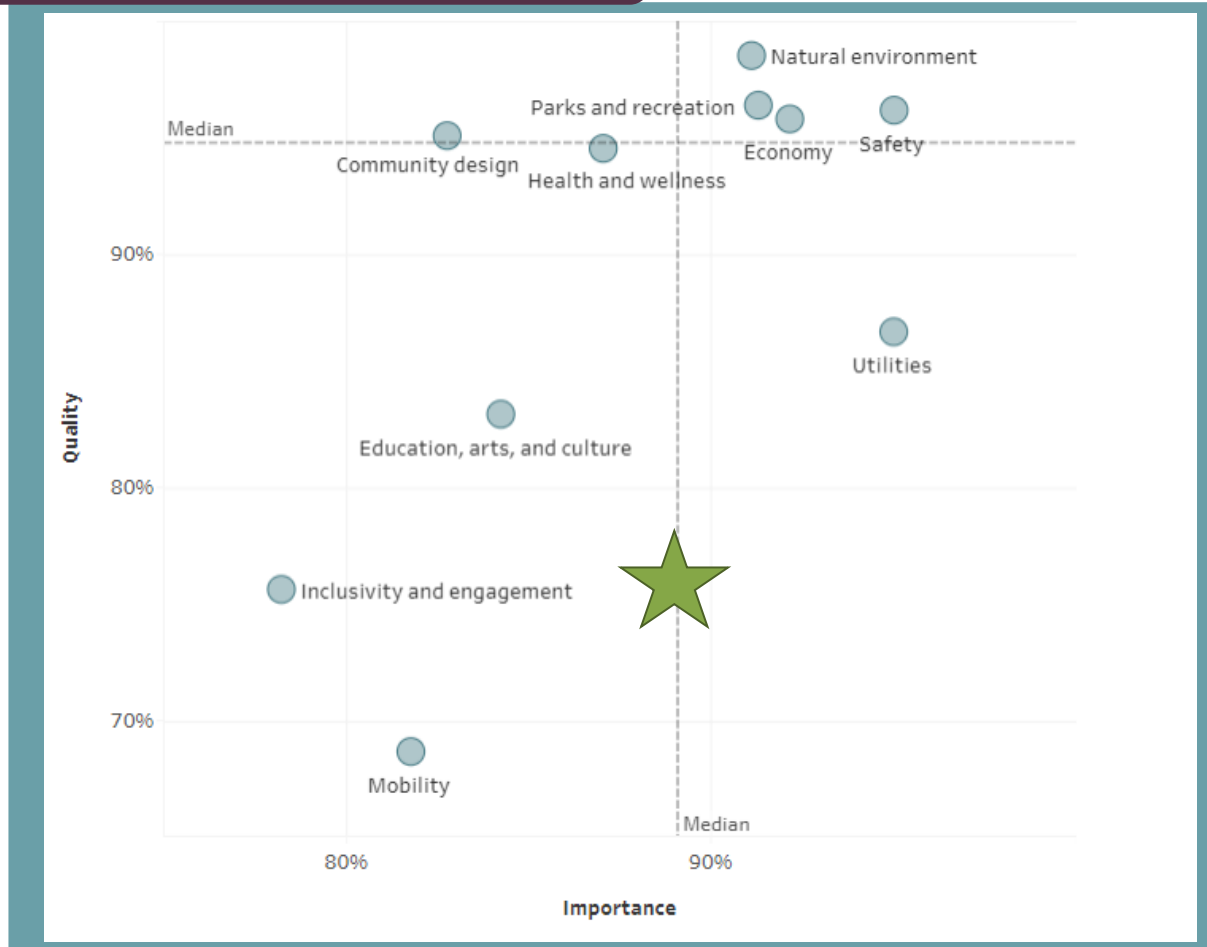 Natural environment
Parks and recreation
Median
Community design
Economy
Safety
Health and wellness
90%
Utilities
Quality
Education, arts, and culture
80%
Inclusivity and engagement
70%
Mobility
Median
80%
90%
Importance